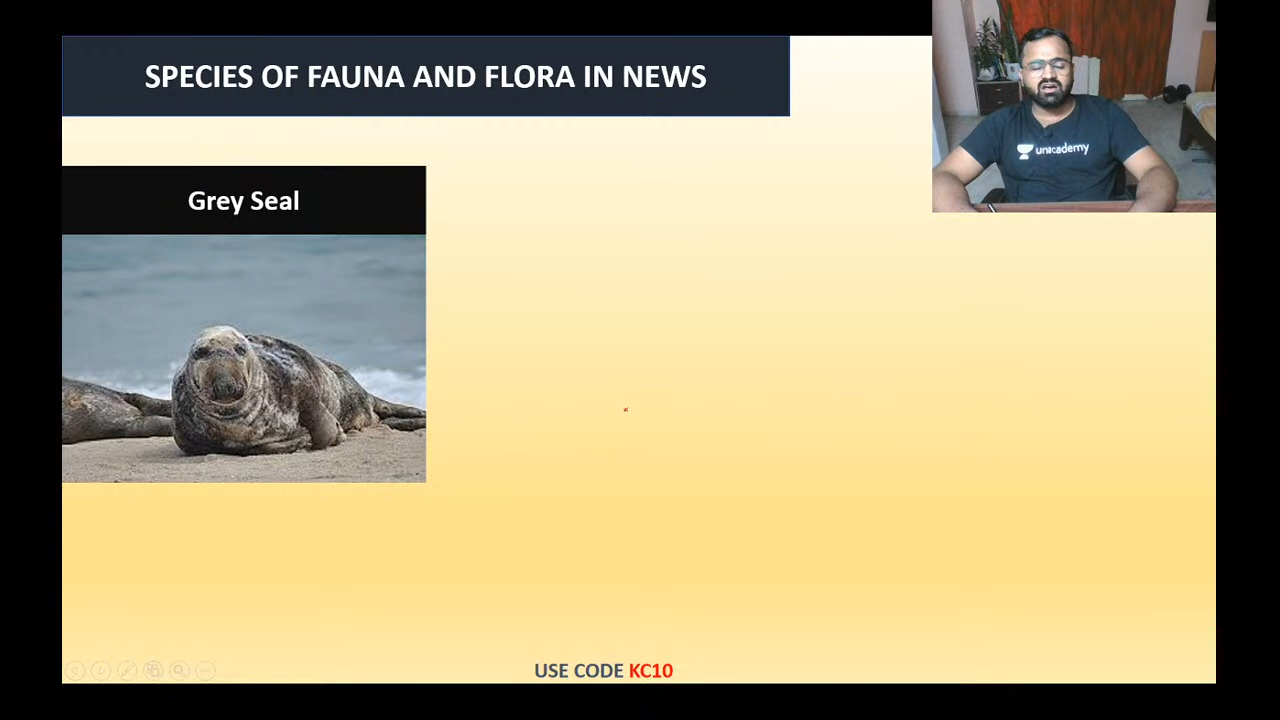 SPECIES OF FAUNA AND FLORA IN NEWS
unacademy
Grey Seal
USE CODE KC10